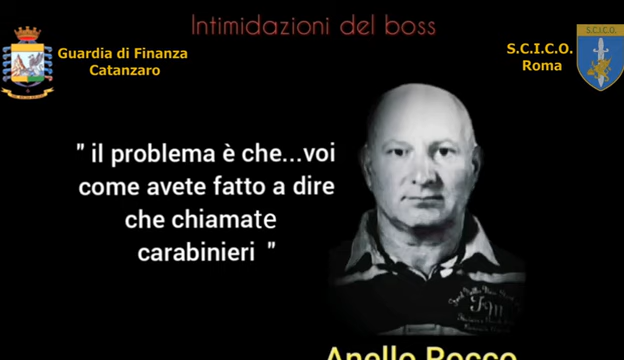 Intimidazioni del boss
Guardia di Finanza
Catanzaro
S.C.I.C.O.
Roma
S.C.I.C.O.
" il problema è che...voi
come avete fatto a dire
che chiamate
carabinieri "
Anello Rocco